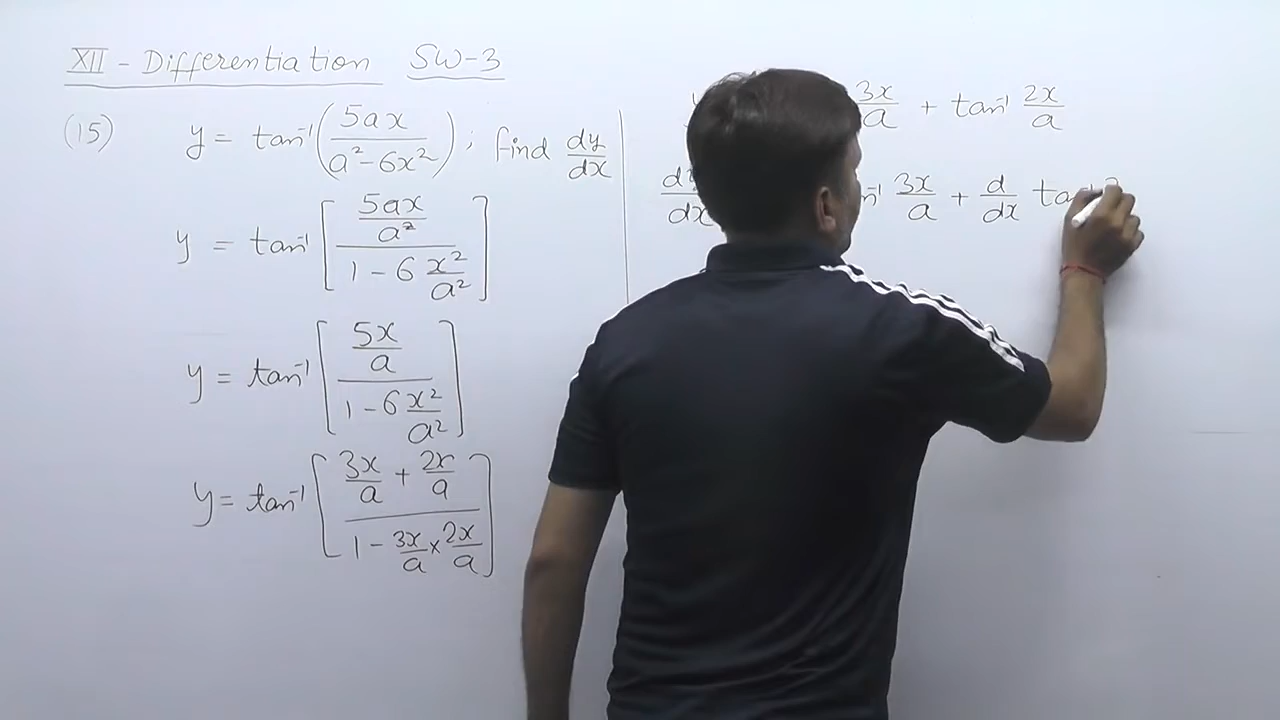 XII - Differentiation SW-3
(15) y = tan⁻¹(5ax / a² - 6x²) ; find dy/dx
y = tan⁻¹[(5ax/a²) / (1 - 6 x²/a²)]
y = tan⁻¹[(5x/a) / (1 - 6 x²/a²)]
y = tan⁻¹[(3x/a + 2x/a) / (1 - 3x/a × 2x/a)]
3x/a + tan⁻¹ 2x/a
dx 3x/a + d/dx